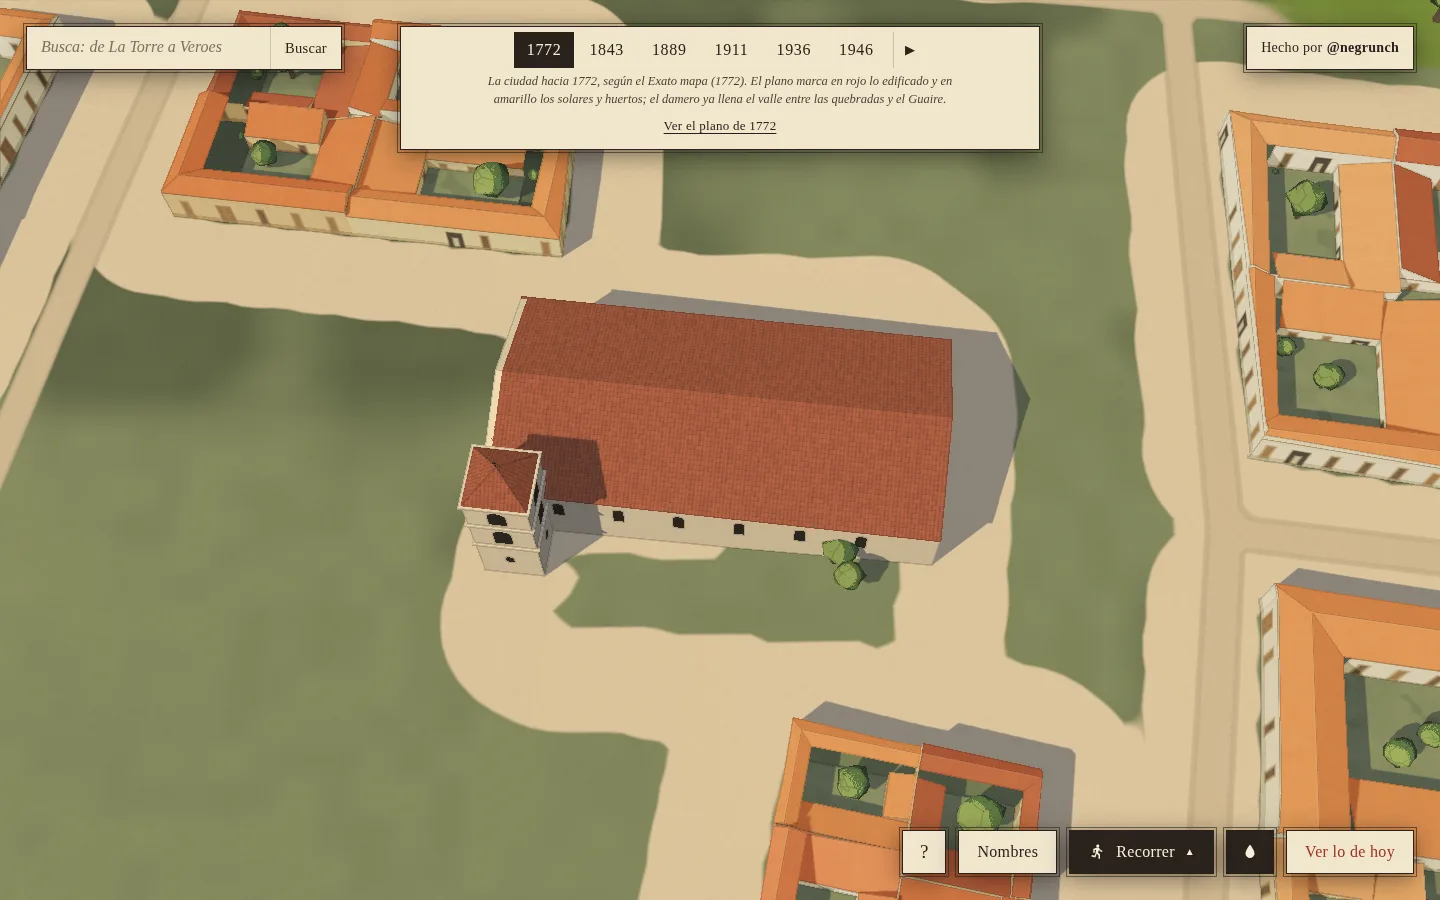 Busca: de La Torre a Veroes
Buscar
1772 1843 1889 1911 1936 1946 ▶
La ciudad hacia 1772, según el Exato mapa (1772). El plano marca en rojo lo edificado y en
amarillo los solares y huertos; el damero ya llena el valle entre las quebradas y el Guaire.
Ver el plano de 1772
Hecho por @negrunch
?
Nombres
Recorrer ▲
Ver lo de hoy